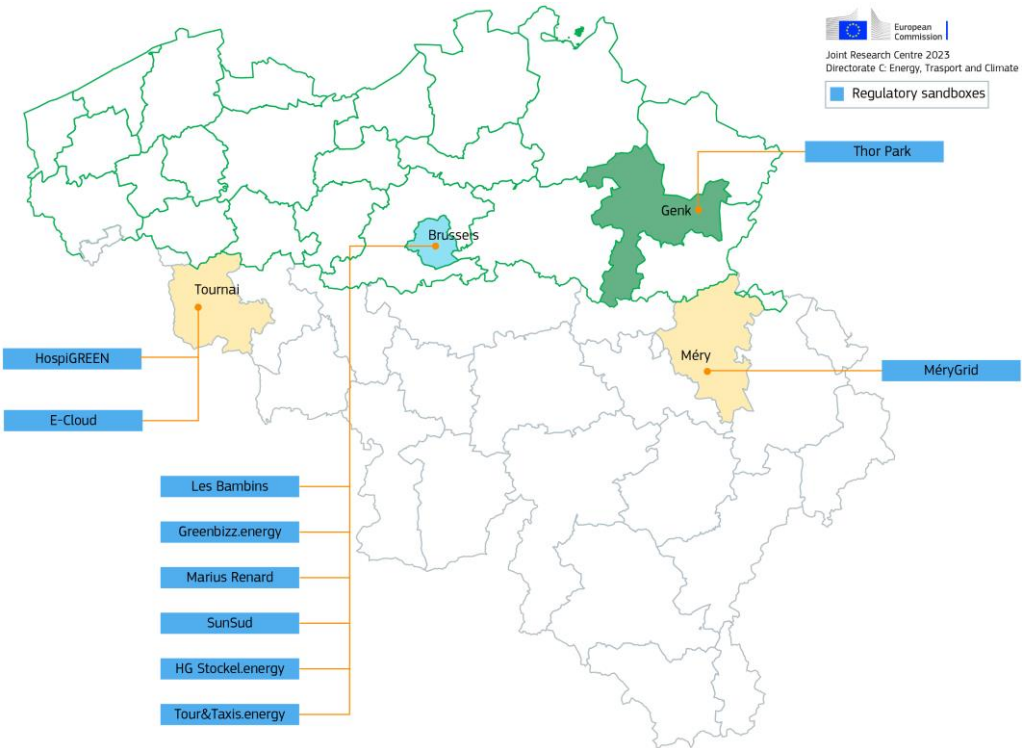 European
Commission
Joint Research Centre 2023
Directorate C: Energy, Trasport and Climate
Regulatory sandboxes
Thor Park
Genk
Brussels
Tournai
HospiGREEN
Méry
MéryGrid
E-Cloud
Les Bambins
Greenbizz.energy
Marius Renard
SunSud
HG Stockel.energy
Tour&Taxis.energy